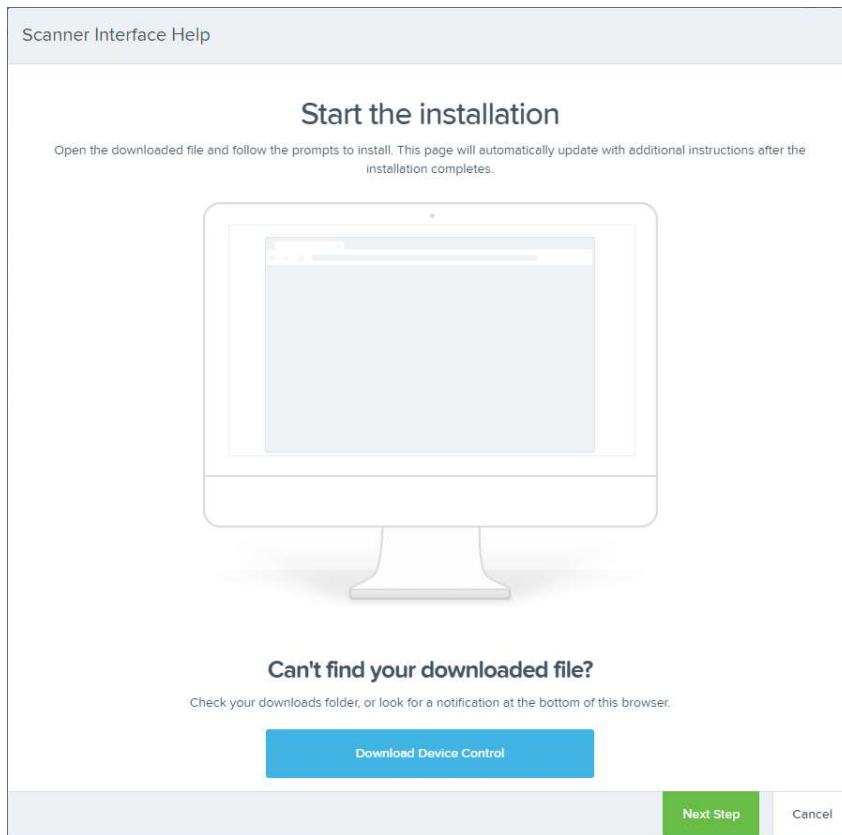 Scanner Interface Help
Start the installation
Open the downloaded file and follow the prompts to install. This page will automatically update with additional instructions after the
installation completes.
Can't find your downloaded file?
Check your downloads folder, or look for a notification at the bottom of this browser.
Download Device Control
Next Step
Cancel